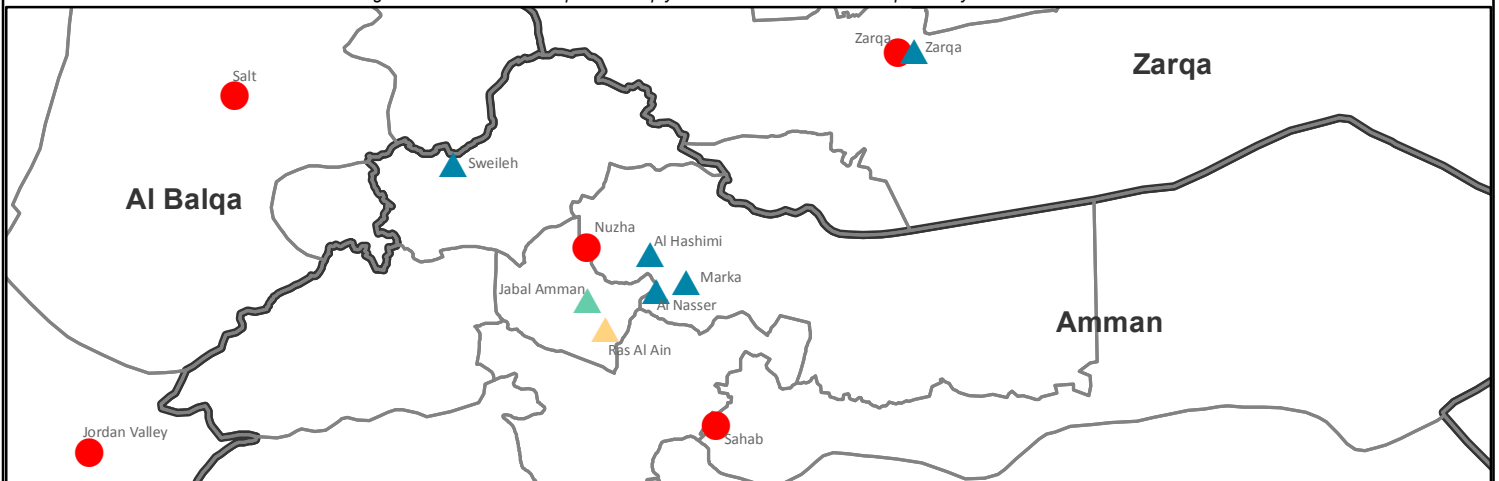 Zarqa
Zarqa
Zarqa
Salt
Sweileh
Al Balqa
Nuzha
Al Hashimi
Marka
Jabal Amman
Al Nasser
Amman
Ras Al Ain
Jordan Valley
Sahab